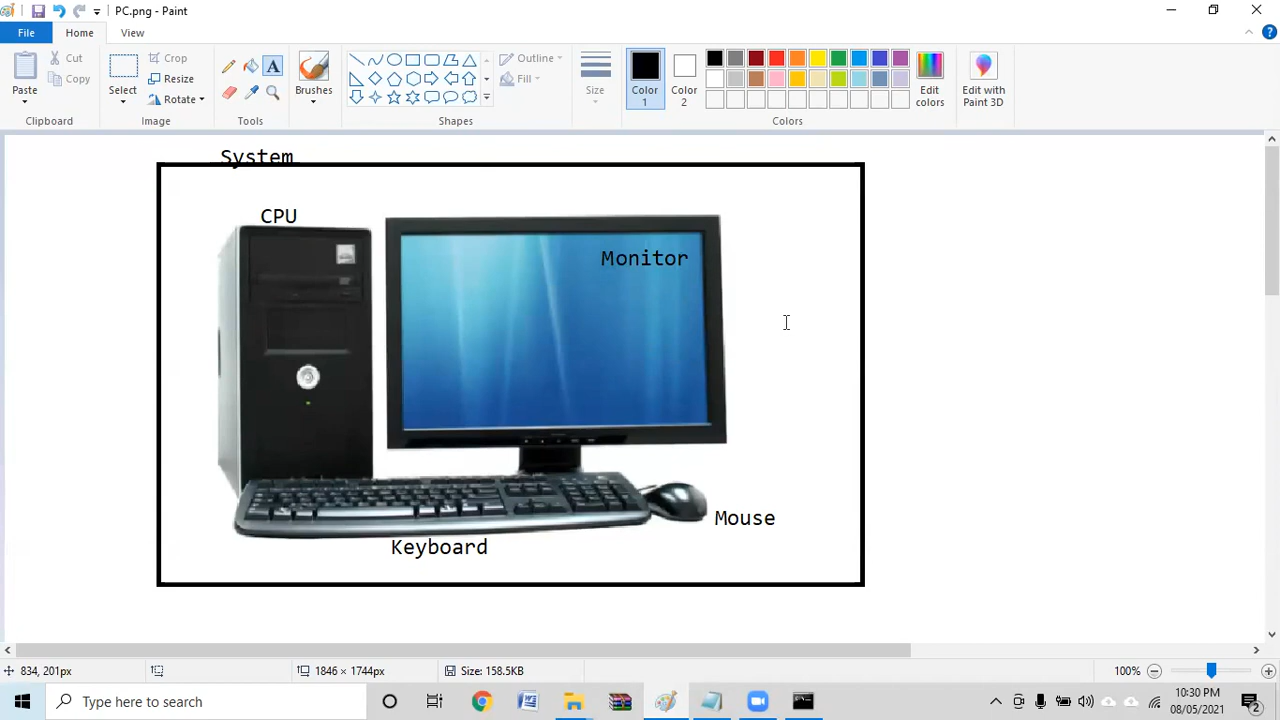 PC.png - Paint
File Home View
Paste
Cut
Copy
Clipboard
Select
Crop
Resize
Rotate
Image
A
Tools
Brushes
Outline
Fill
Shapes
Size
Color 1
Color 2
Edit colors
Colors
Edit with Paint 3D
System
CPU
Monitor
Mouse
Keyboard
834, 201px
1846 × 1744px
Size: 158.5KB
100%
Type here to search
10:30 PM
08/05/2021
2